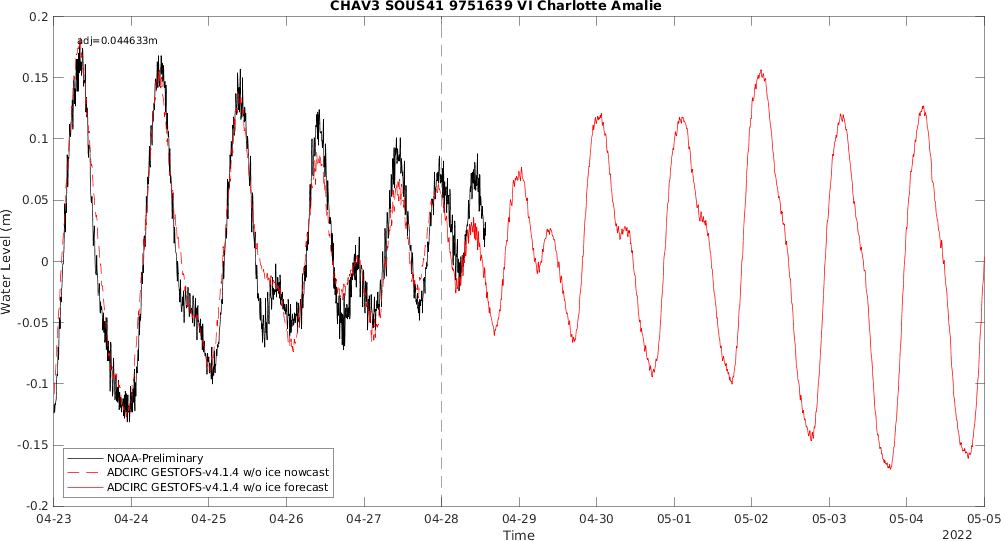 CHAV3 SOUS41 9751639 VI Charlotte Amalie
adj=0.044633m
0.2
0.15
0.1
0.05
0
-0.05
-0.1
-0.15
-0.2
Water Level (m)
NOAA-Preliminary
ADCIRC GESTOFS-v4.1.4 w/o ice nowcast
ADCIRC GESTOFS-v4.1.4 w/o ice forecast
04-23 04-24 04-25 04-26 04-27 04-28 04-29 04-30 05-01 05-02 05-03 05-04 05-05
Time
2022